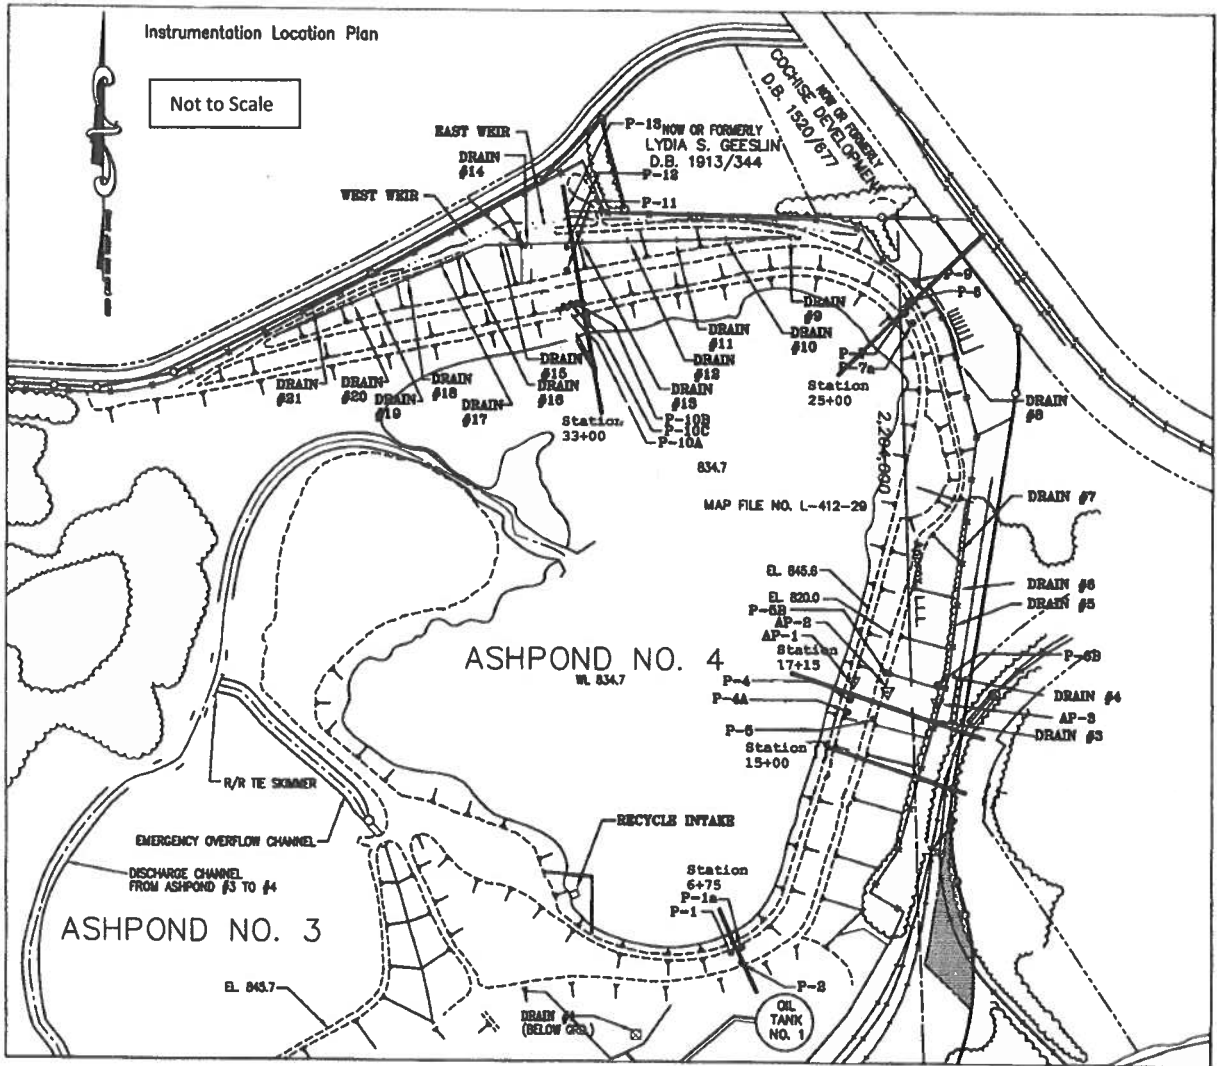 Instrumentation Location Plan
Not to Scale
NOW OR FORMERLY
COCHISE DEVELOPMENT
D.B. 1520/677
P-13
NOW OR FORMERLY
LYDIA S. GEESLIN
D.B. 1913/344
EAST WEIR
DRAIN
#14
P-12
WEST WEIR
P-11
P-9
P-8
DRAIN
#9
DRAIN
#10
DRAIN
#11
DRAIN
#12
DRAIN
#13
DRAIN
#15
DRAIN
#16
DRAIN
#17
DRAIN
#18
DRAIN
#19
DRAIN
#20
DRAIN
#21
P-7a
Station
25+00
DRAIN
#8
Station
33+00
P-10B
P-10C
P-10A
834.7
MAP FILE NO. L-412-29
DRAIN #7
EL 845.6
EL 820.0
P-5B
AP-2
AP-1
Station
17+15
DRAIN #6
DRAIN #5
ASHPOND NO. 4
WL 834.7
P-4
P-4A
P-6B
DRAIN #4
AP-3
DRAIN #3
Station
15+00
R/R TIE SKIMMER
EMERGENCY OVERFLOW CHANNEL
RECYCLE INTAKE
DISCHARGE CHANNEL
FROM ASHPOND #3 TO #4
Station
6+75
P-1a
P-1
ASHPOND NO. 3
P-2
EL 845.7
OIL
TANK
NO. 1
DRAIN #1
(BELOW GRD.)